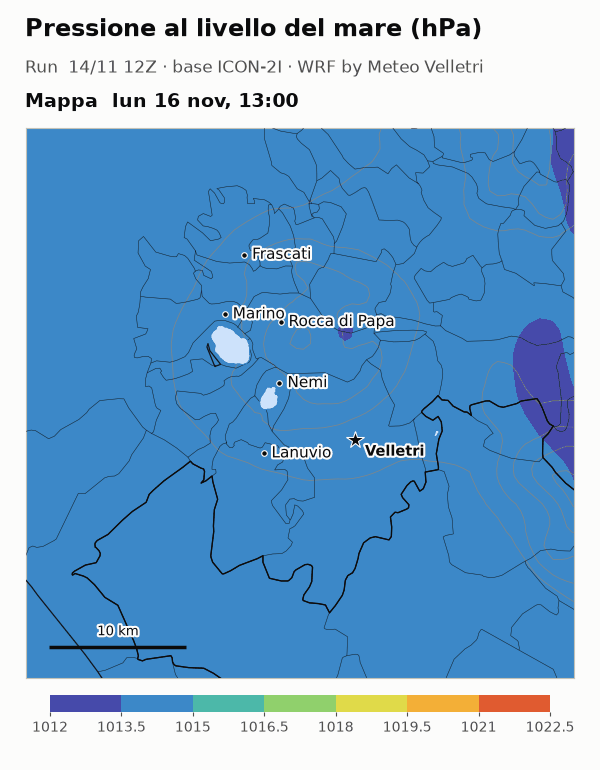 Pressione al livello del mare (hPa)
Run  14/11 12Z · base ICON-2I · WRF by Meteo Velletri
Mappa  lun 16 nov, 13:00
Frascati
Marino
Rocca di Papa
Nemi
Velletri
Lanuvio
10 km
1012 1013.5 1015 1016.5 1018 1019.5 1021 1022.5